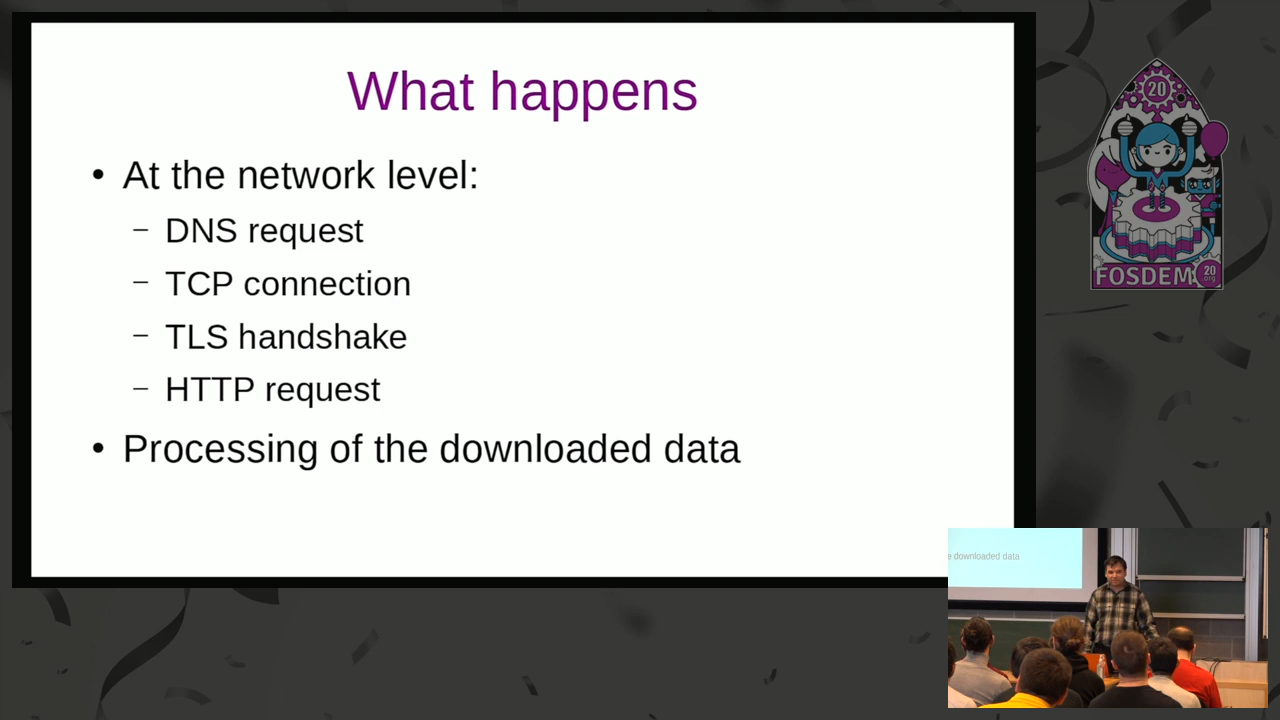 What happens
• At the network level:
– DNS request
– TCP connection
– TLS handshake
– HTTP request
• Processing of the downloaded data
20
FOSDEM
20
.org
e downloaded data